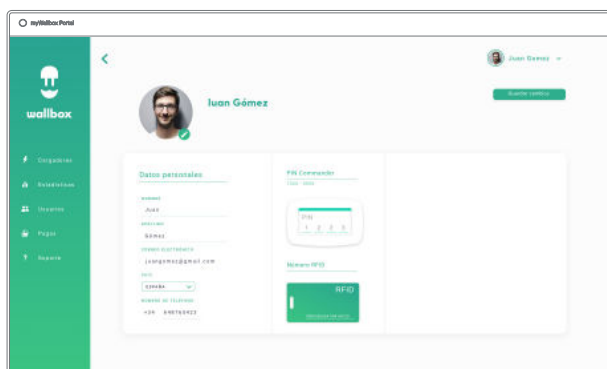 myWallbox Portal
Juan Gómez
Guardar cambios
wallbox
Juan Gómez
Cargadores
Estadísticas
Usuarios
Pagos
Soporte
Datos personales
NOMBRE
Juan
APELLIDO
Gómez
CORREO ELECTRÓNICO
juangomez@gmail.com
PAÍS
ESPAÑA
NÚMERO DE TELÉFONO
+34
PIN Commander
PIN
1 2 2 3
Número RFID
RFID